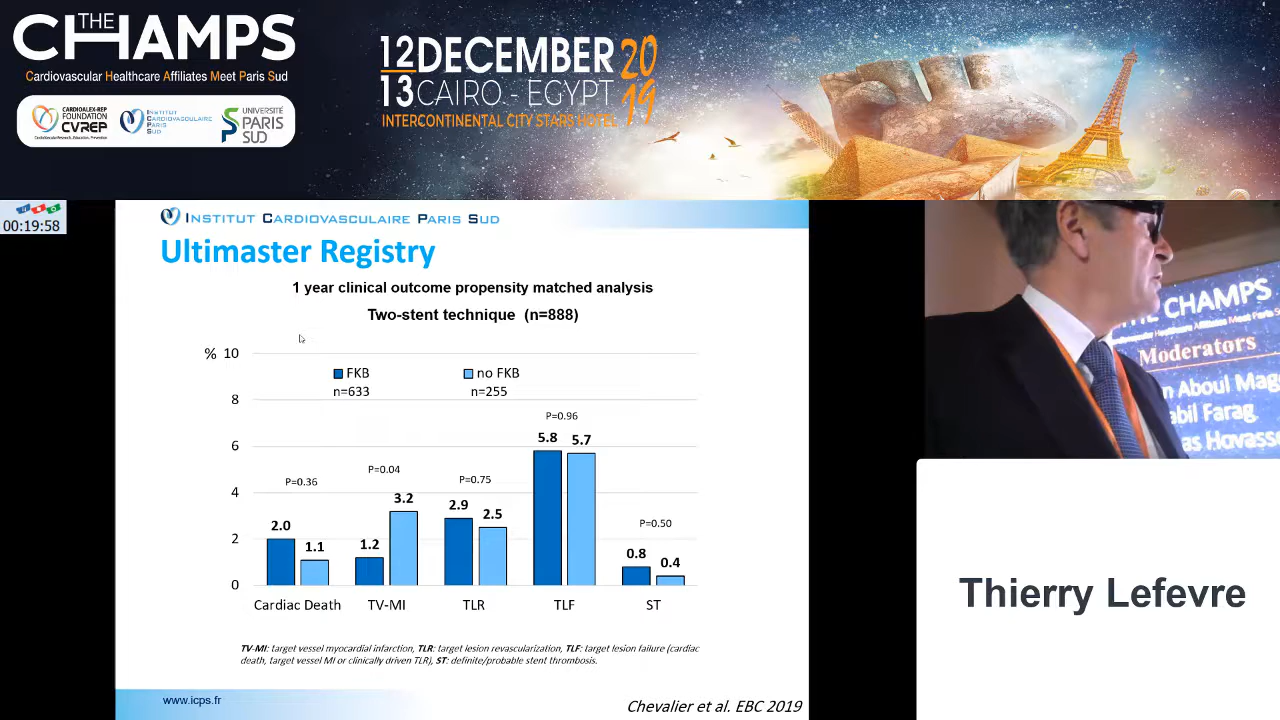 THE
CHAMPS
Cardiovascular Healthcare Affiliates Meet Paris Sud
CARDIOALEX-REP
FOUNDATION
CVREP
INSTITUT
CARDIOVASCULAIRE
PARIS
SUD
UNIVERSITÉ
PARIS
SUD
12 DECEMBER 2019
13 CAIRO - EGYPT
INTERCONTINENTAL CITY STARS HOTEL
00:19:58
INSTITUT CARDIOVASCULAIRE PARIS SUD
Ultimaster Registry
1 year clinical outcome propensity matched analysis
Two-stent technique (n=888)
% 10
8
6
4
2
0
FKB
n=633
no FKB
n=255
P=0.36
2.0
1.1
Cardiac Death
P=0.04
1.2
3.2
TV-MI
P=0.75
2.9
2.5
TLR
P=0.96
5.8
5.7
TLF
P=0.50
0.8
0.4
ST
TV-MI: target vessel myocardial infarction, TLR: target lesion revascularization, TLF: target lesion failure (cardiac
death, target vessel MI or clinically driven TLR), ST: definite/probable stent thrombosis.
www.icps.fr
Chevalier et al. EBC 2019
THE CHAMPS
Moderators
Aboul
Farag
Hovasse
Thierry Lefevre